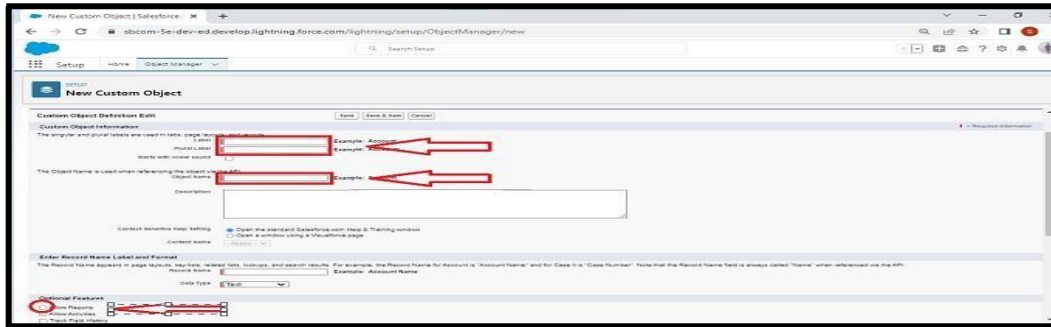 New Custom Object | Salesforce
sbcom-5e-dev-ed.develop.lightning.force.com/lightning/setup/ObjectManager/new
S
Search Setup
Setup Home Object Manager
SETUP
New Custom Object
Custom Object Definition Edit Save Save & New Cancel
Custom Object Information = Required Information
The singular and plural labels are used in tabs, page layouts, and reports.
Label Example: Account
Plural Label Example:
Starts with vowel sound
The Object Name is used when referencing the object via the API.
Object Name Example:
Description
Context-Sensitive Help Setting Open the standard Salesforce.com Help & Training window
Open a window using a Visualforce page
Content Name
Enter Record Name Label and Format
The Record Name appears in page layouts, key lists, related lists, lookups, and search results. For example, the Record Name for Account is "Account Name" and for Case it is "Case Number". Note that the Record Name field is always called "Name" when referenced via the API.
Record Name Example: Account Name
Data Type Text
Optional Features
Allow Reports
Allow Activities
Track Field History